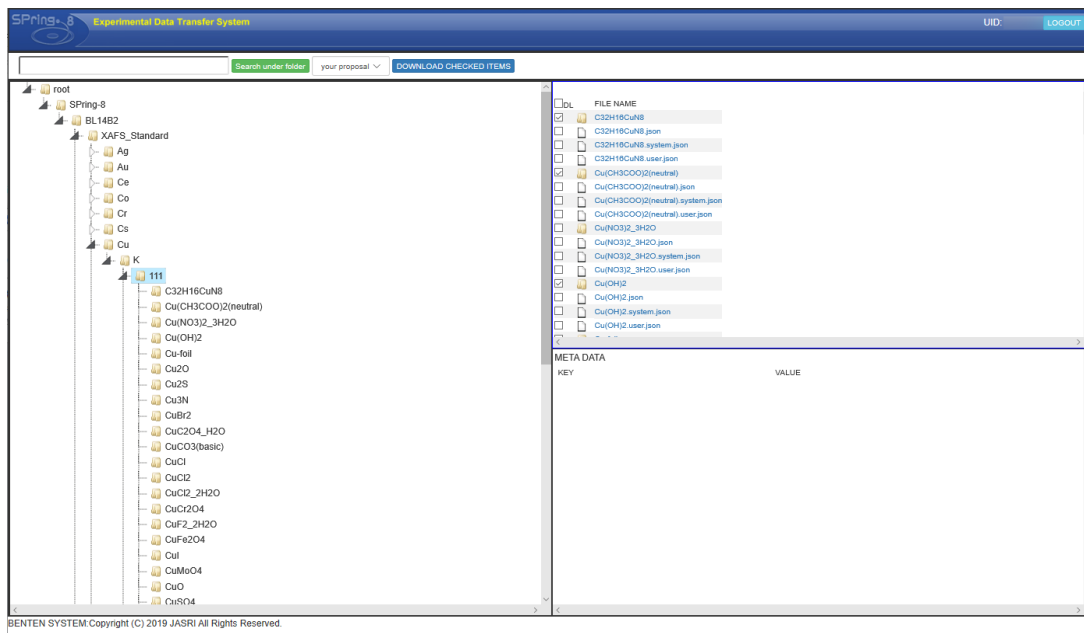 SPring-8 Experimental Data Transfer System UID: LOGOUT
Search under folder your proposal DOWNLOAD CHECKED ITEMS
root
SPring-8
BL14B2
XAFS_Standard
Ag
Au
Ce
Co
Cr
Cs
Cu
K
111
C32H16CuN8
Cu(CH3COO)2(neutral)
Cu(NO3)2_3H2O
Cu(OH)2
Cu-foil
Cu2O
Cu2S
Cu3N
CuBr2
CuC2O4_H2O
CuCO3(basic)
CuCl
CuCl2
CuCl2_2H2O
CuCr2O4
CuF2_2H2O
CuFe2O4
CuI
CuMoO4
CuO
CuSO4
DL FILE NAME
C32H16CuN8
C32H16CuN8.json
C32H16CuN8.system.json
C32H16CuN8.user.json
Cu(CH3COO)2(neutral)
Cu(CH3COO)2(neutral).json
Cu(CH3COO)2(neutral).system.json
Cu(CH3COO)2(neutral).user.json
Cu(NO3)2_3H2O
Cu(NO3)2_3H2O.json
Cu(NO3)2_3H2O.system.json
Cu(NO3)2_3H2O.user.json
Cu(OH)2
Cu(OH)2.json
Cu(OH)2.system.json
Cu(OH)2.user.json
META DATA
KEY VALUE
BENTEN SYSTEM:Copyright (C) 2019 JASRI All Rights Reserved.